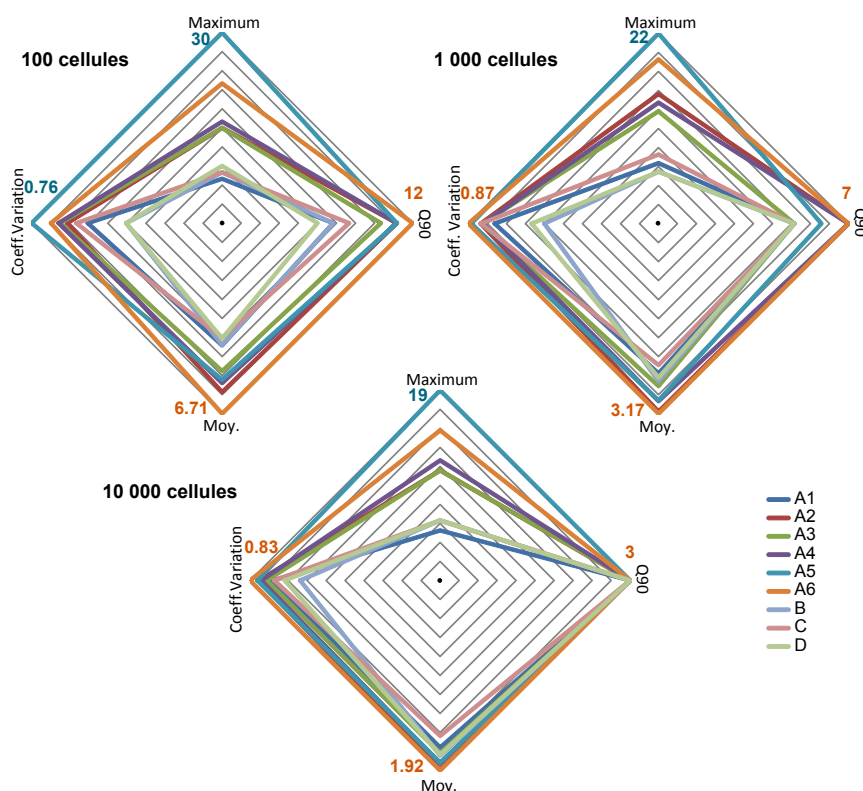 Maximum
30
100 cellules
0.76
Coeff.Variation
12
Q90
6.71
Moy.
Maximum
22
1 000 cellules
0.87
Coeff. Variation
7
Q90
3.17
Moy.
Maximum
19
10 000 cellules
0.83
Coeff.Variation
3
Q90
1.92
Moy.
A1
A2
A3
A4
A5
A6
B
C
D